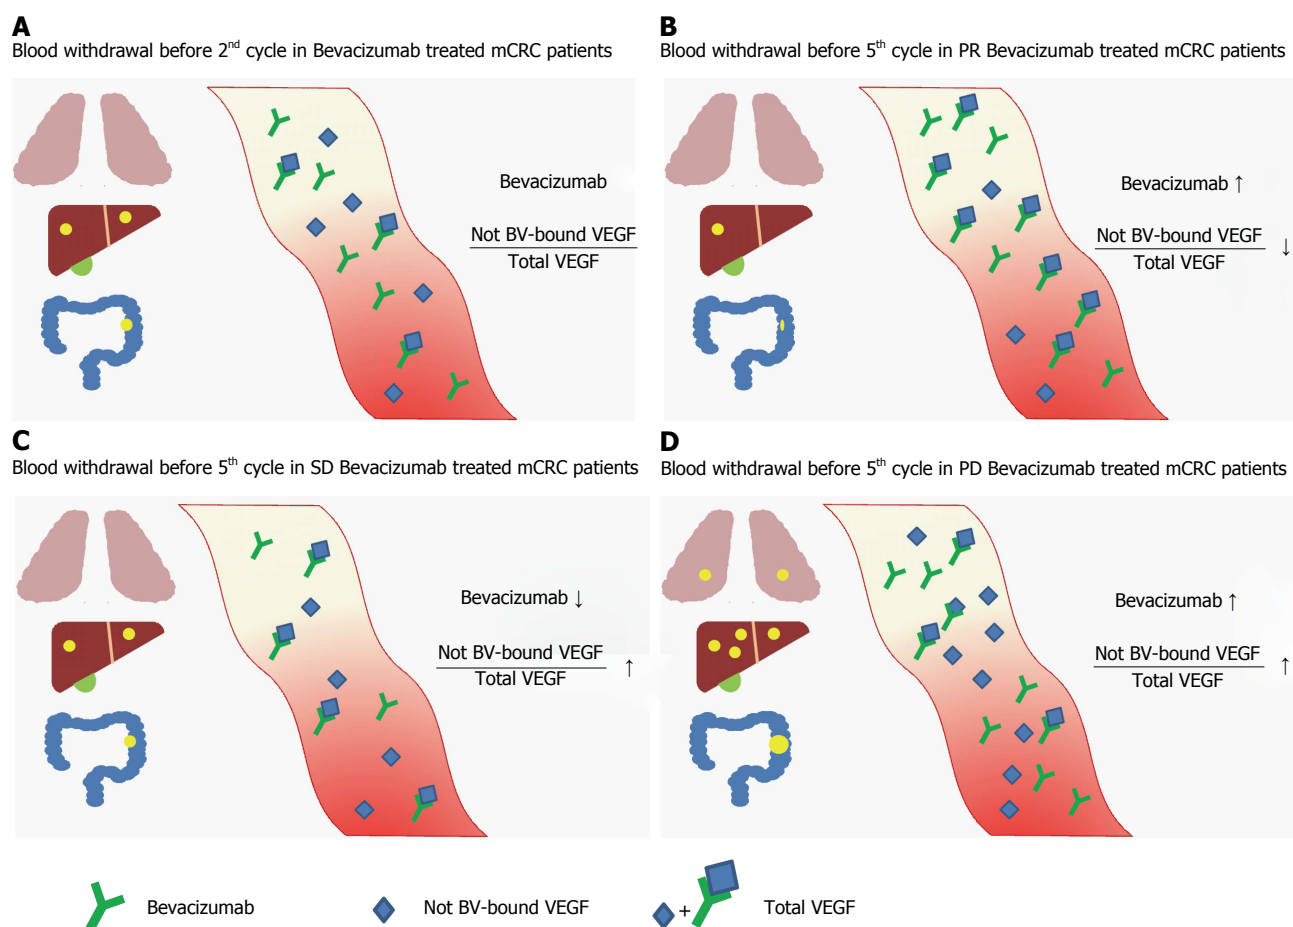 A
Blood withdrawal before 2nd cycle in Bevacizumab treated mCRC patients
Bevacizumab
Not BV-bound VEGF
Total VEGF
B
Blood withdrawal before 5th cycle in PR Bevacizumab treated mCRC patients
Bevacizumab ↑
Not BV-bound VEGF
Total VEGF ↓
C
Blood withdrawal before 5th cycle in SD Bevacizumab treated mCRC patients
Bevacizumab ↓
Not BV-bound VEGF
Total VEGF ↑
D
Blood withdrawal before 5th cycle in PD Bevacizumab treated mCRC patients
Bevacizumab ↑
Not BV-bound VEGF
Total VEGF ↑
Bevacizumab
Not BV-bound VEGF
+
Total VEGF